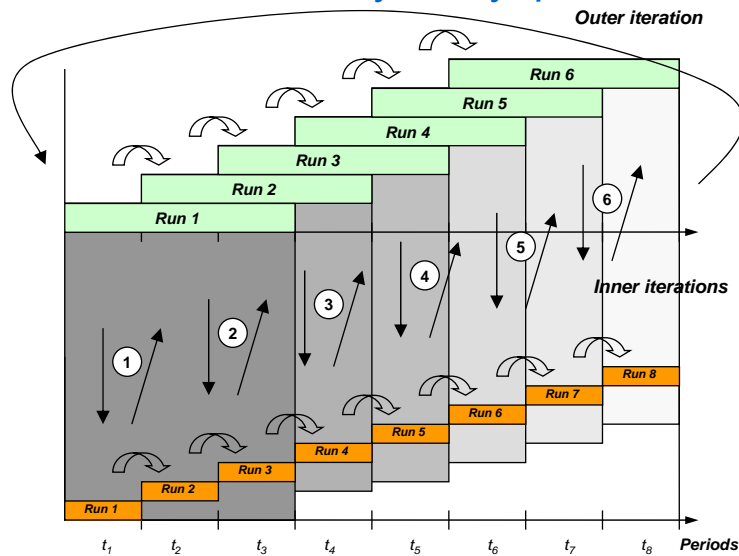 Outer iteration
Run 6
Run 5
Run 4
Run 3
Run 2
Run 1
6
5
4
3
2
1
Inner iterations
Run 8
Run 7
Run 6
Run 5
Run 4
Run 3
Run 2
Run 1
t1 t2 t3 t4 t5 t6 t7 t8 Periods